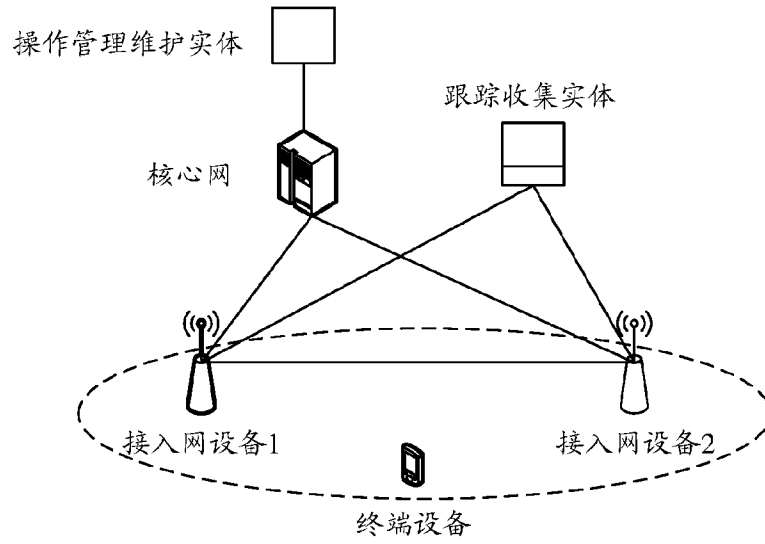 操作管理维护实体
跟踪收集实体
核心网
接入网设备1
接入网设备2
终端设备